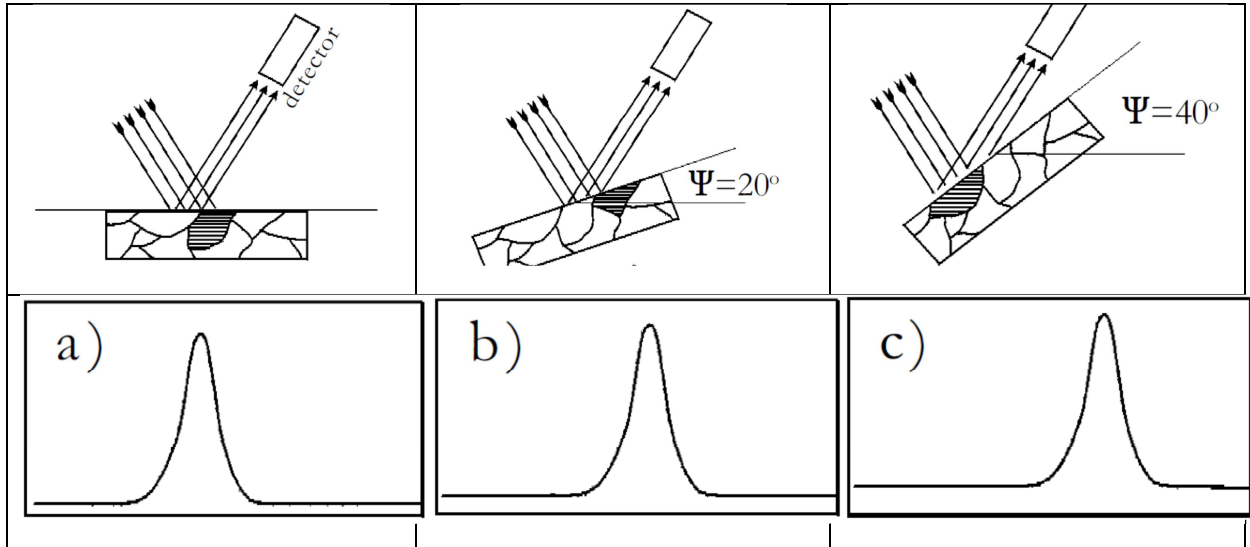 detector
Ψ=20°
Ψ=40°
a)
b)
c)